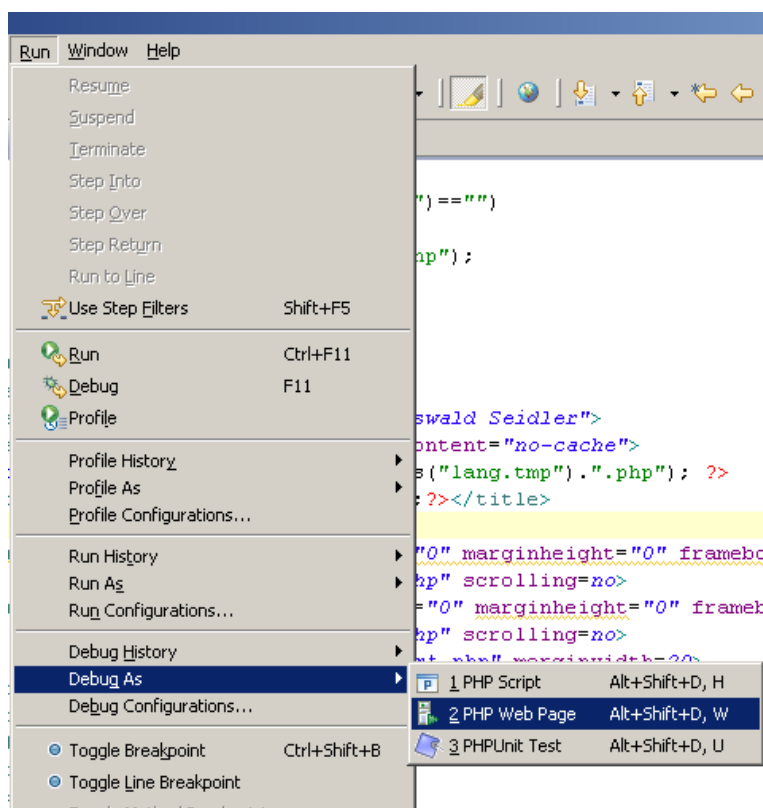 Run Window Help
Resume
Suspend
Terminate
Step Into
Step Over
Step Return
Run to Line
Use Step Filters Shift+F5
Run Ctrl+F11
Debug F11
Profile
Profile History
Profile As
Profile Configurations...
Run History
Run As
Run Configurations...
Debug History
Debug As
Debug Configurations...
Toggle Breakpoint Ctrl+Shift+B
Toggle Line Breakpoint
1 PHP Script Alt+Shift+D, H
2 PHP Web Page Alt+Shift+D, W
3 PHPUnit Test Alt+Shift+D, U
")=="")
hp");
swald Seidler">
ontent="no-cache">
s("lang.tmp").".php"); ?>
;?></title>
"0" marginheight="0" framebo
hp" scrolling=no>
="0" marginheight="0" frameb
hp" scrolling=no>